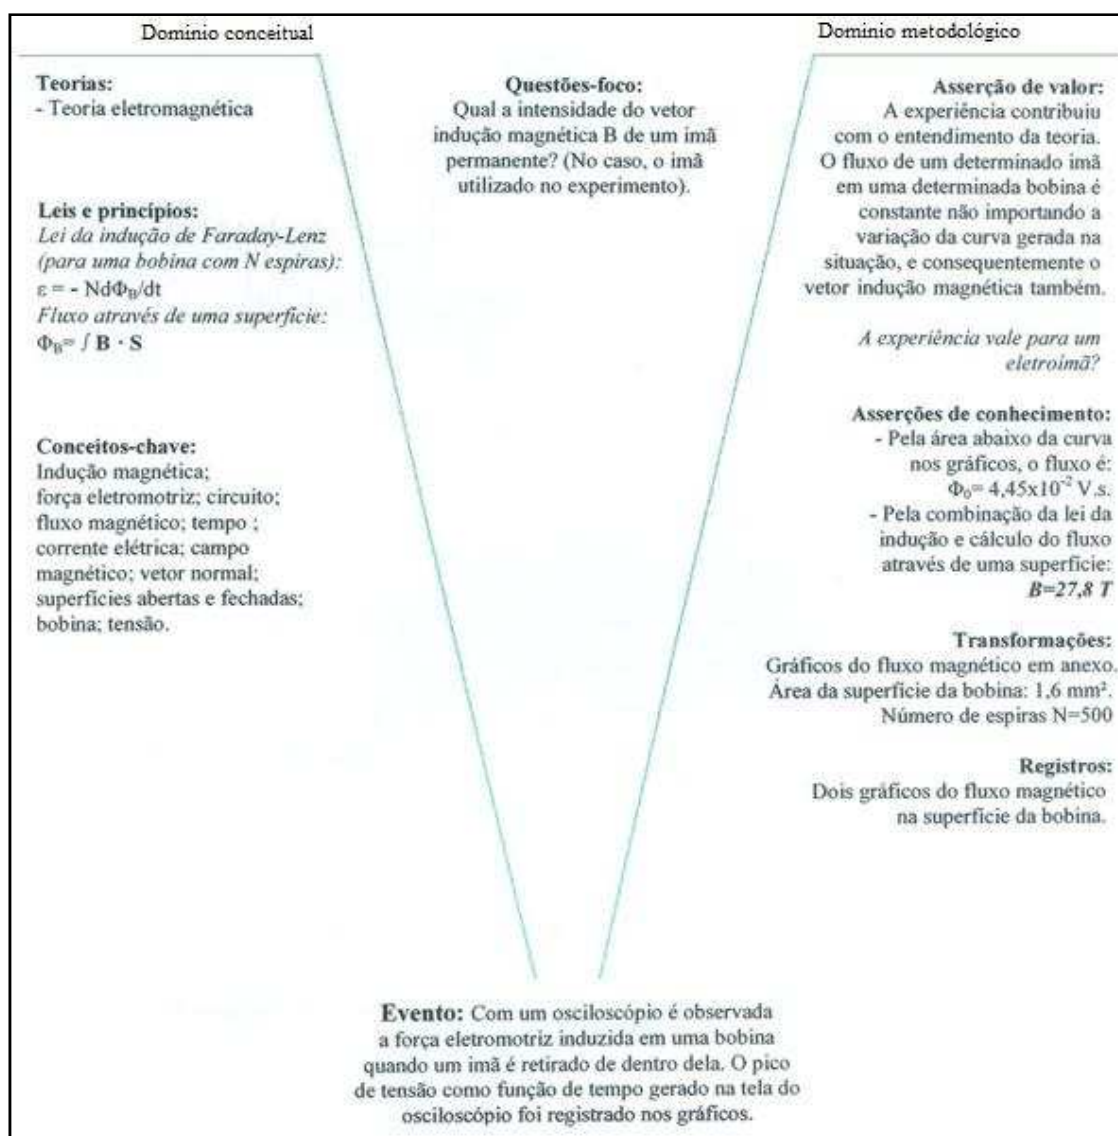 Dominio conceitual
Teorias:
- Teoria eletromagnética
Leis e princípios:
Lei da indução de Faraday-Lenz
(para uma bobina com N espiras):
ε = - NdΦB/dt
Fluxo através de uma superfície:
ΦB= ∫ B · S
Conceitos-chave:
Indução magnética;
força eletromotriz; circuito;
fluxo magnético; tempo ;
corrente elétrica; campo
magnético; vetor normal;
superfícies abertas e fechadas;
bobina; tensão.
Questões-foco:
Qual a intensidade do vetor
indução magnética B de um imã
permanente? (No caso, o imã
utilizado no experimento).
Dominio metodológico
Asserção de valor:
A experiência contribuiu
com o entendimento da teoria.
O fluxo de um determinado imã
em uma determinada bobina é
constante não importando a
variação da curva gerada na
situação, e consequentemente o
vetor indução magnética também.
A experiência vale para um
eletroimã?
Asserções de conhecimento:
- Pela área abaixo da curva
nos gráficos, o fluxo é:
Φ0= 4,45x10⁻² V.s.
- Pela combinação da lei da
indução e cálculo do fluxo
através de uma superfície:
B=27,8 T
Transformações:
Gráficos do fluxo magnético em anexo.
Área da superfície da bobina: 1,6 mm².
Número de espiras N=500
Registros:
Dois gráficos do fluxo magnético
na superfície da bobina.
Evento: Com um osciloscópio é observada
a força eletromotriz induzida em uma bobina
quando um imã é retirado de dentro dela. O pico
de tensão como função de tempo gerado na tela do
osciloscópio foi registrado nos gráficos.